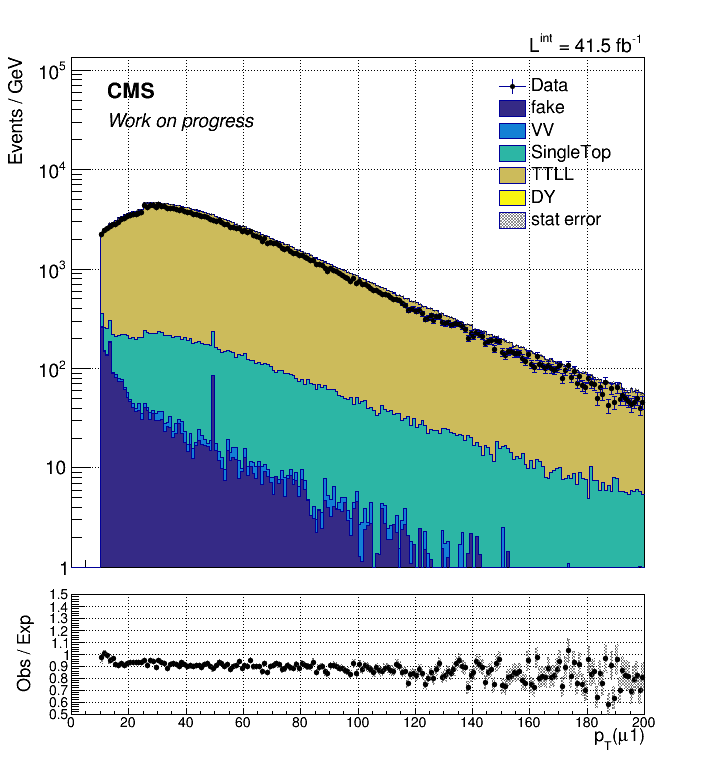 L^int = 41.5 fb^-1
Events / GeV
10^5
10^4
10^3
10^2
10
1
CMS
Work on progress
Data
fake
VV
SingleTop
TTLL
DY
stat error
Obs / Exp
1.5
1.4
1.3
1.2
1.1
1
0.9
0.8
0.7
0.6
0.5
0 20 40 60 80 100 120 140 160 180 200
p_T(μ1)